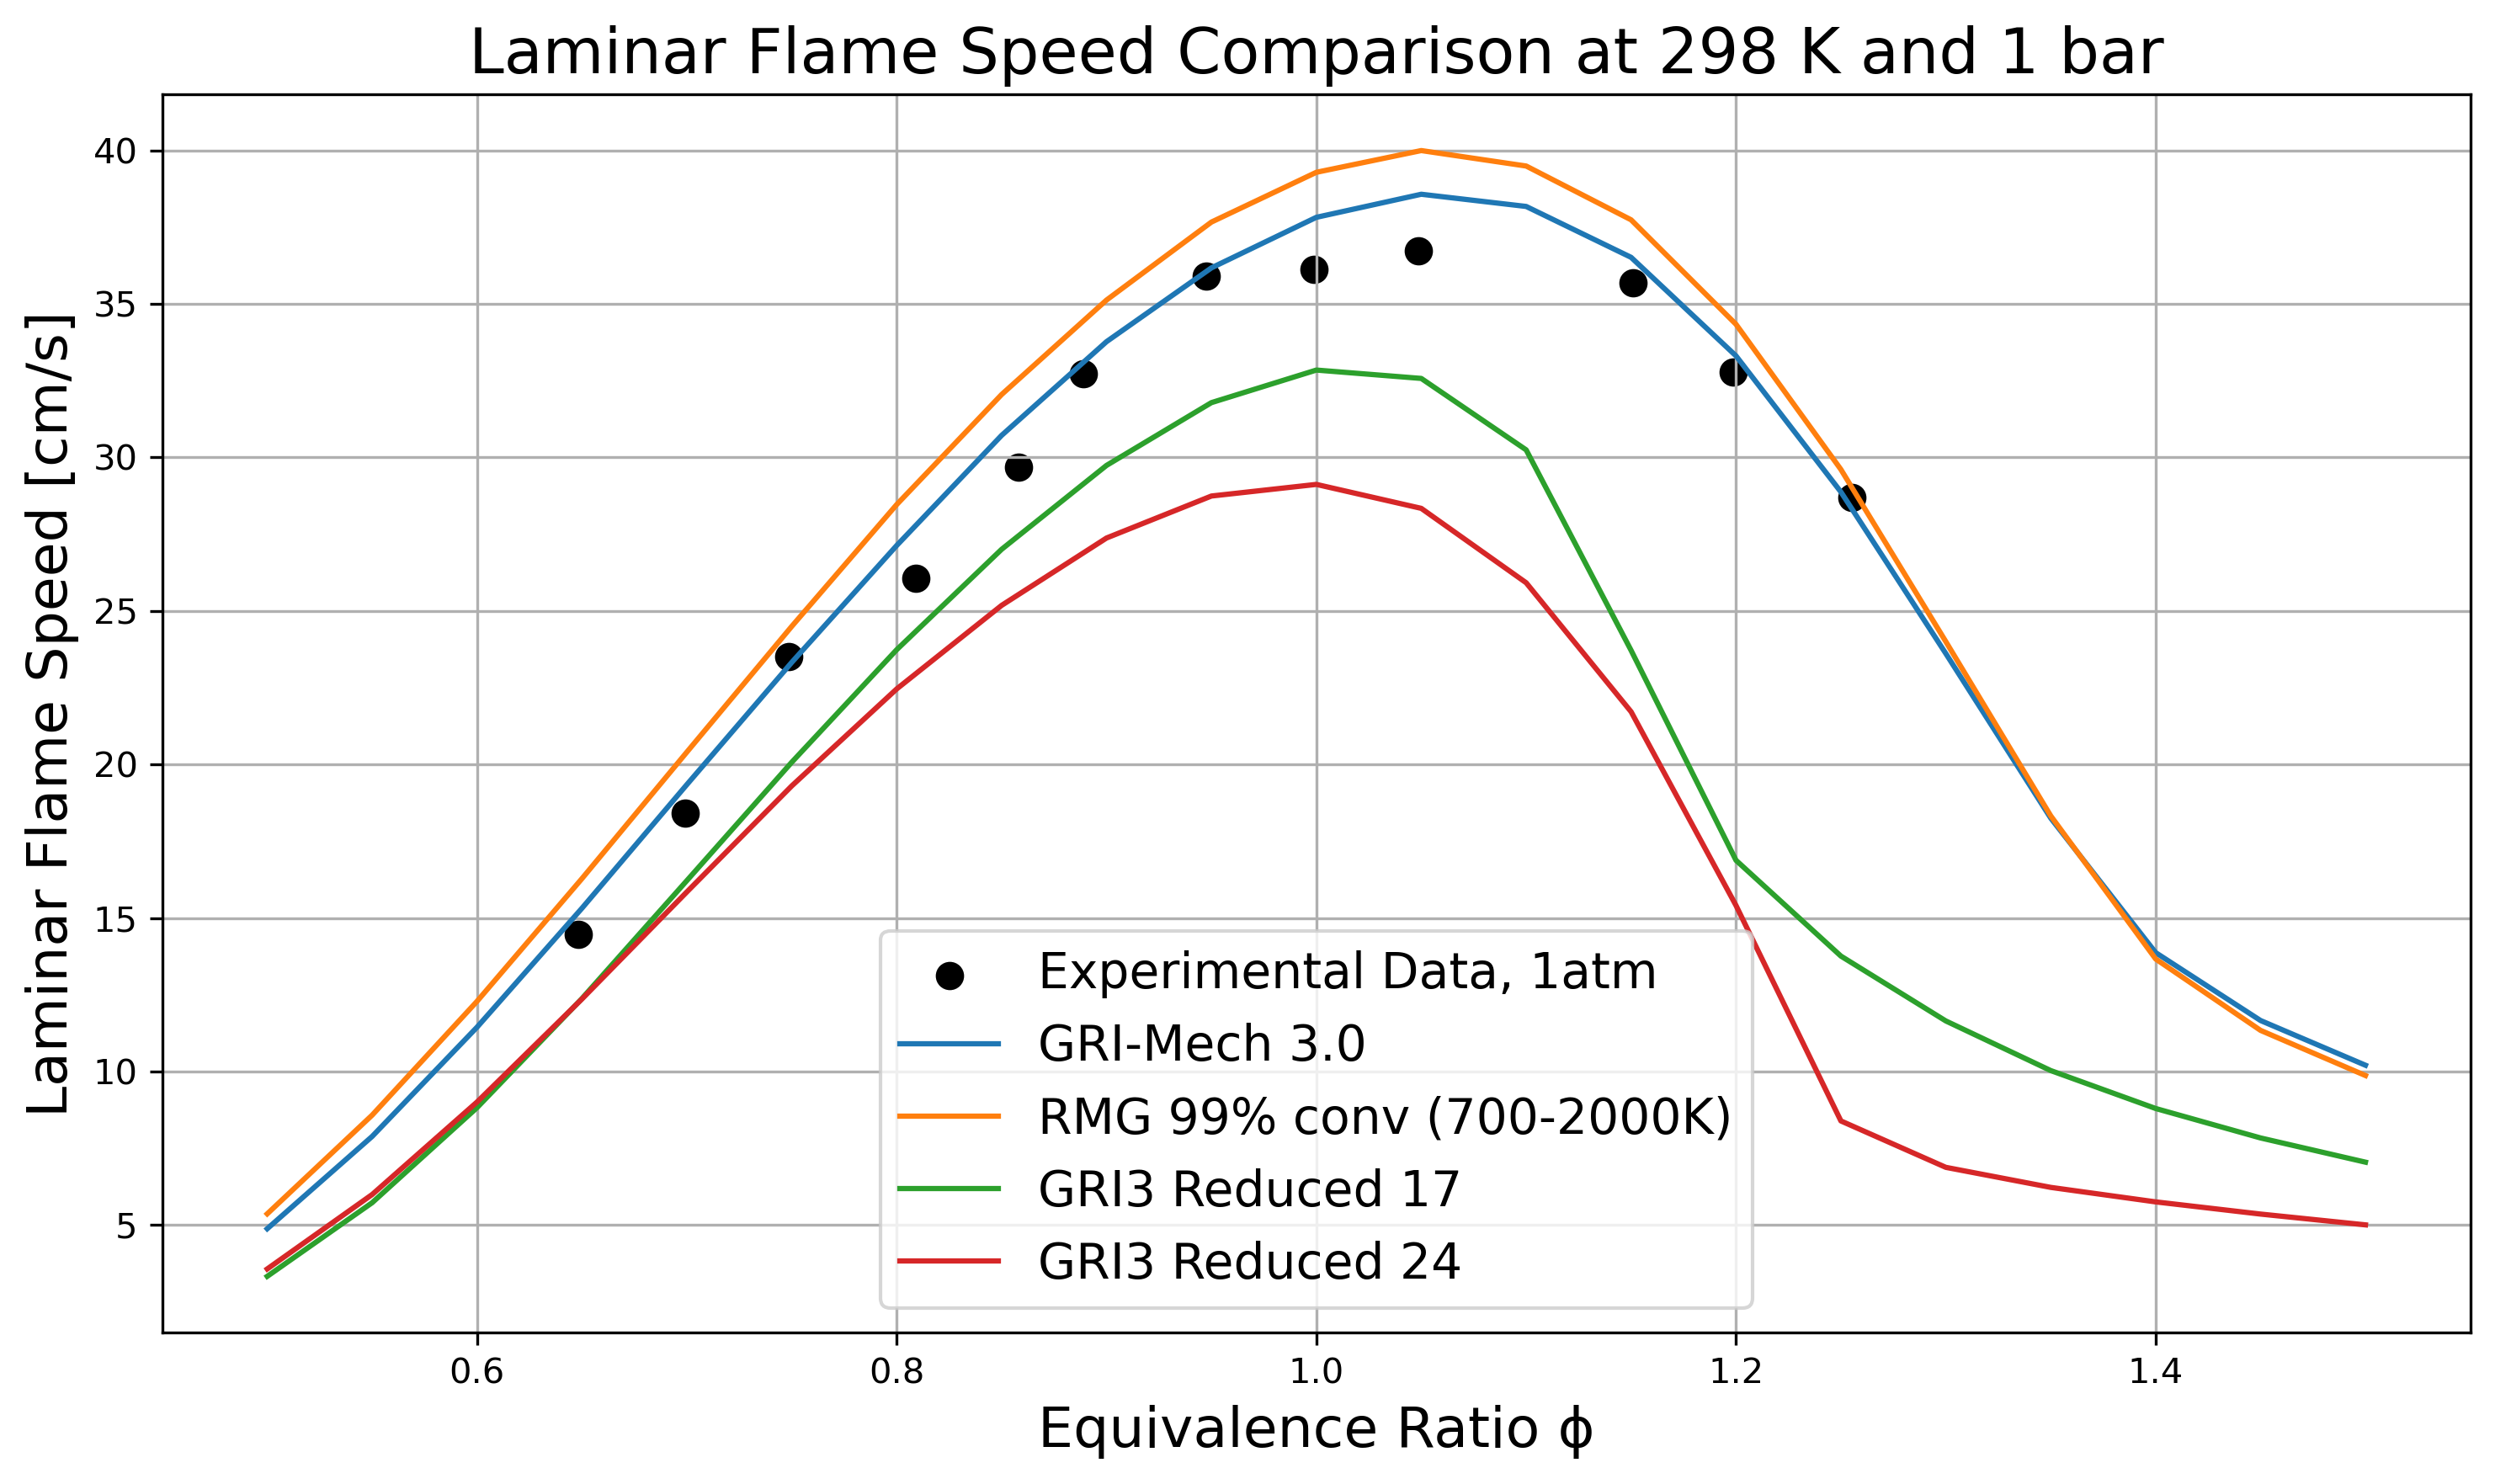 Laminar Flame Speed Comparison at 298 K and 1 bar
Laminar Flame Speed [cm/s]
40
35
30
25
20
15
10
5
Experimental Data, 1atm
GRI-Mech 3.0
RMG 99% conv (700-2000K)
GRI3 Reduced 17
GRI3 Reduced 24
0.6 0.8 1.0 1.2 1.4
Equivalence Ratio ϕ